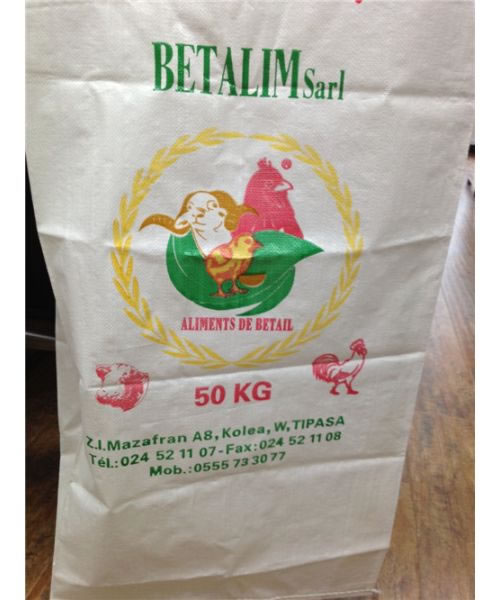 BETALIM Sarl
ALIMENTS DE BETAIL
50 KG
Z.I.Mazafran A8, Kolea, W, TIPASA
Tél.: 024 52 11 07 - Fax: 024 52 11 08
Mob.: 0555 73 30 77